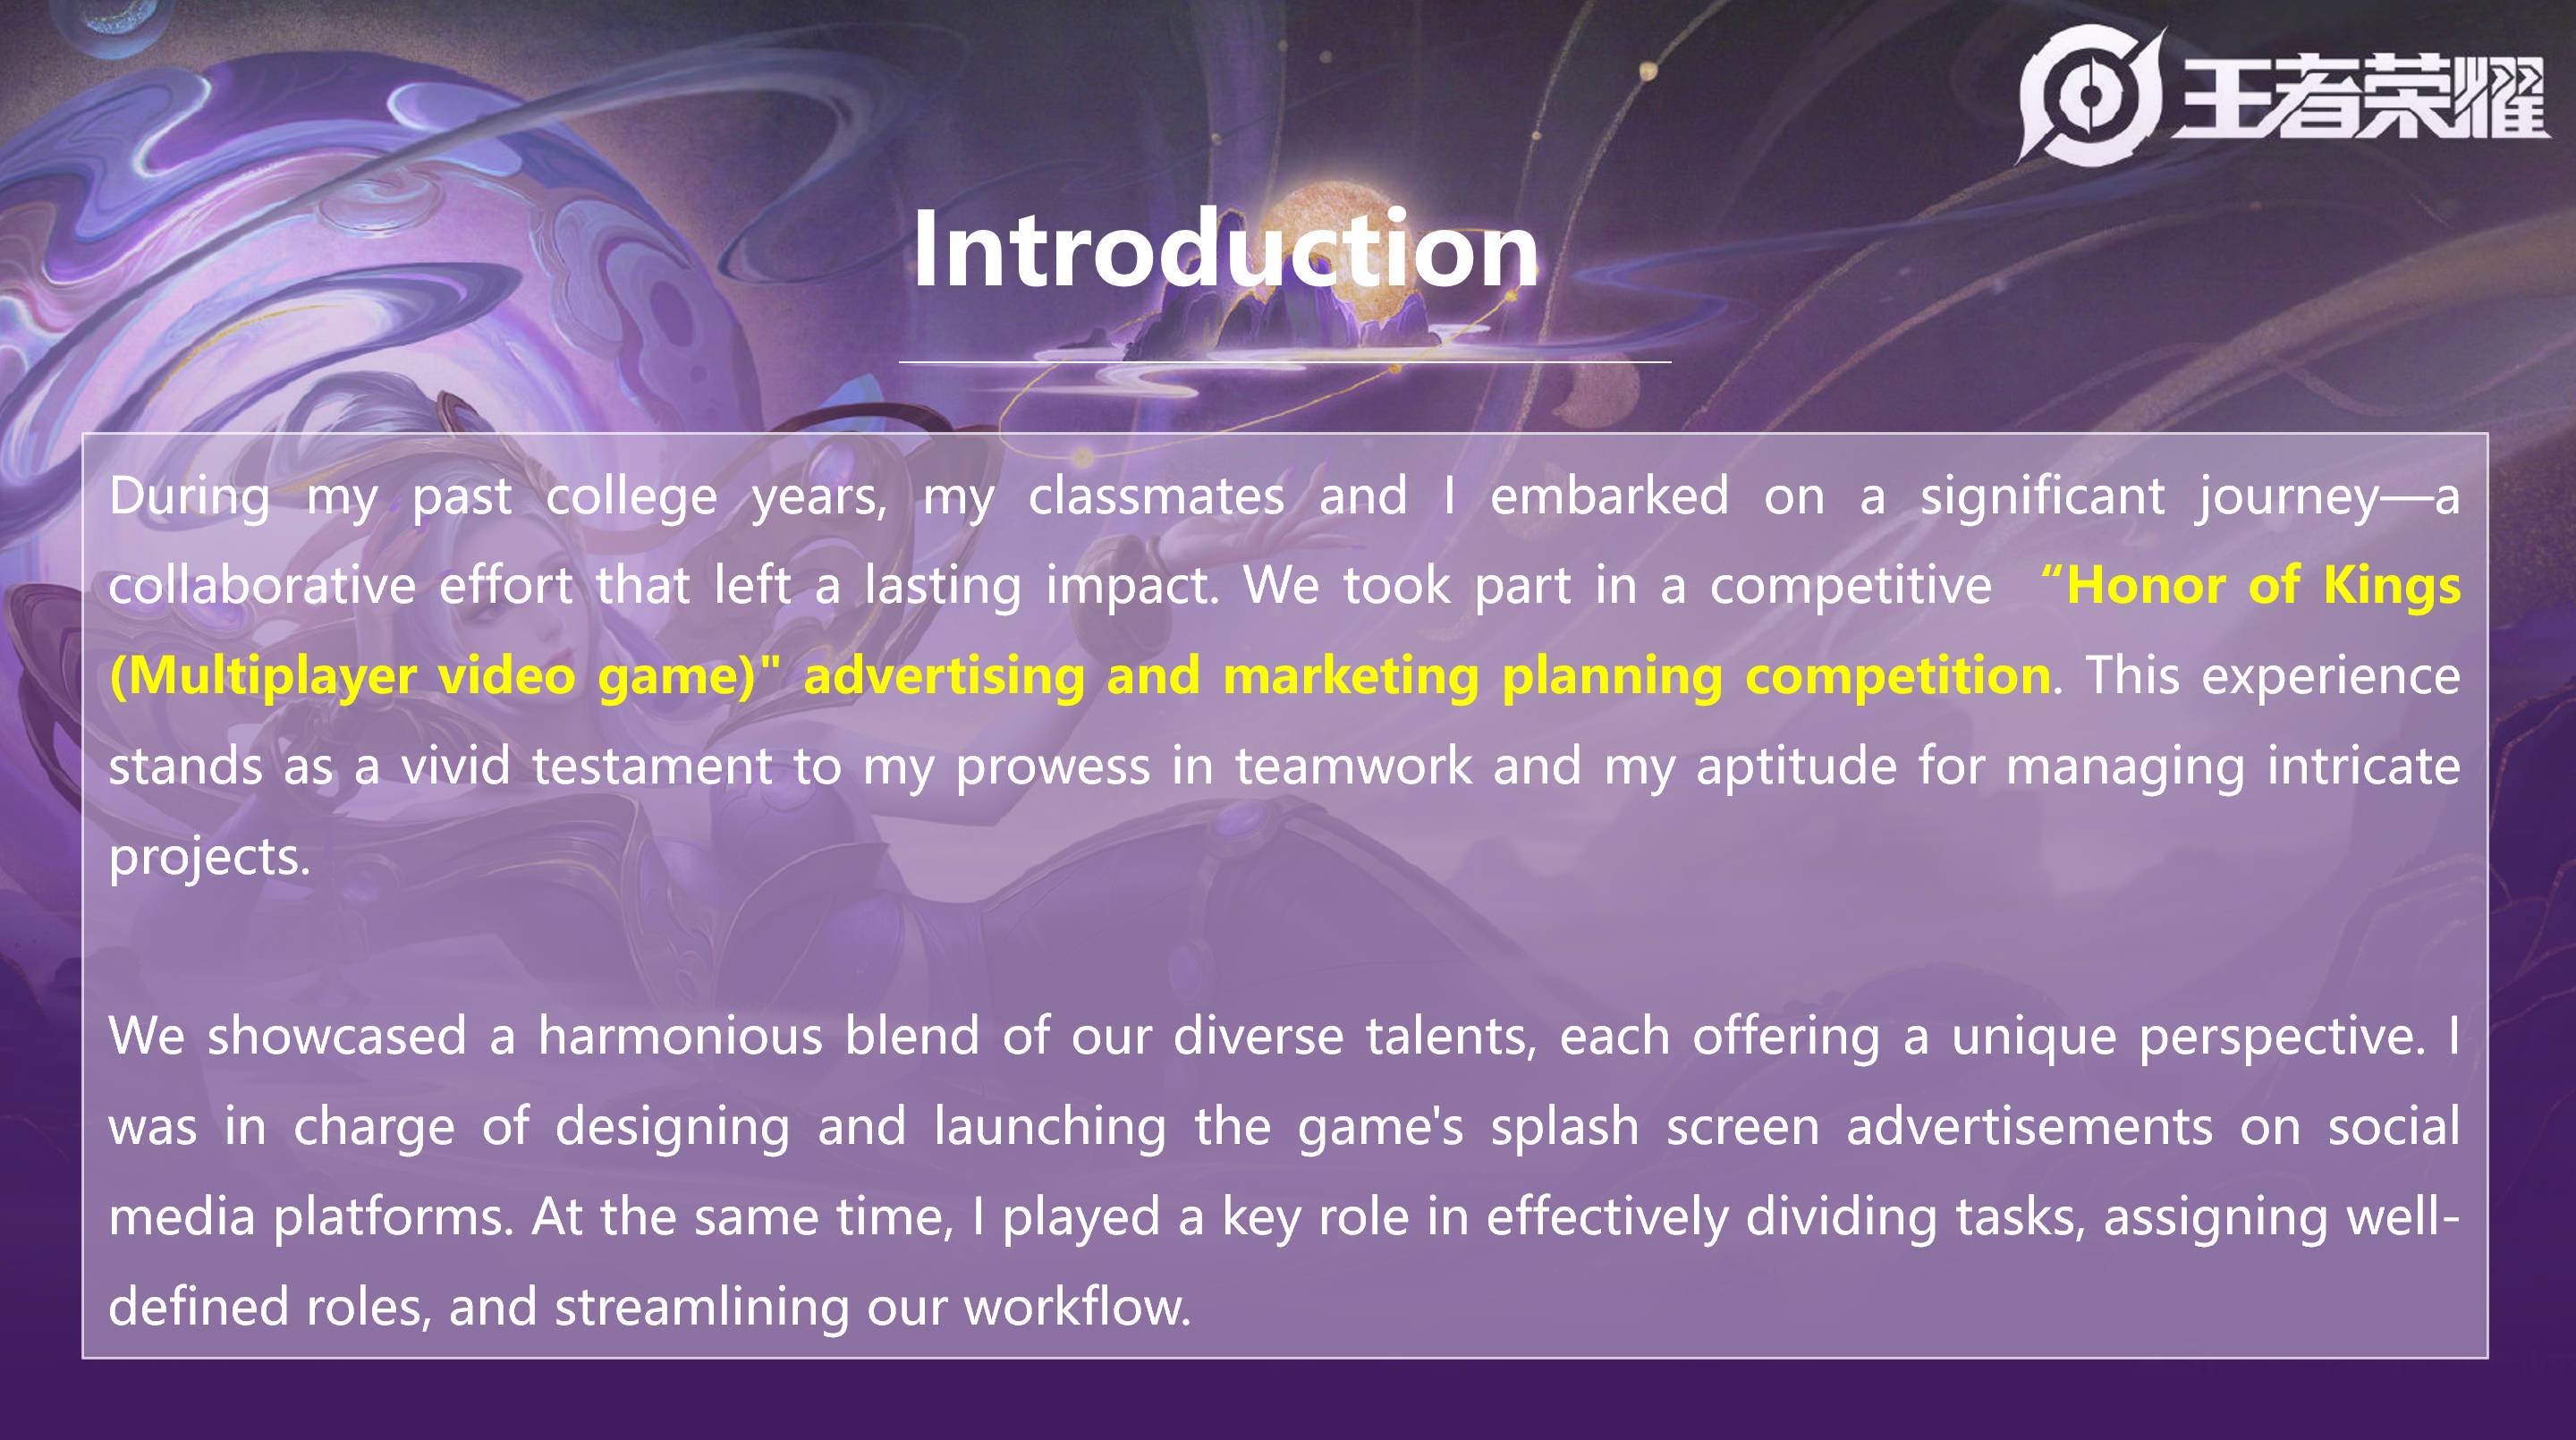 王者荣耀
Introduction
During my past college years, my classmates and I embarked on a significant journey—a
collaborative effort that left a lasting impact. We took part in a competitive “Honor of Kings
(Multiplayer video game)" advertising and marketing planning competition. This experience
stands as a vivid testament to my prowess in teamwork and my aptitude for managing intricate
projects.
We showcased a harmonious blend of our diverse talents, each offering a unique perspective. I
was in charge of designing and launching the game's splash screen advertisements on social
media platforms. At the same time, I played a key role in effectively dividing tasks, assigning well-
defined roles, and streamlining our workflow.